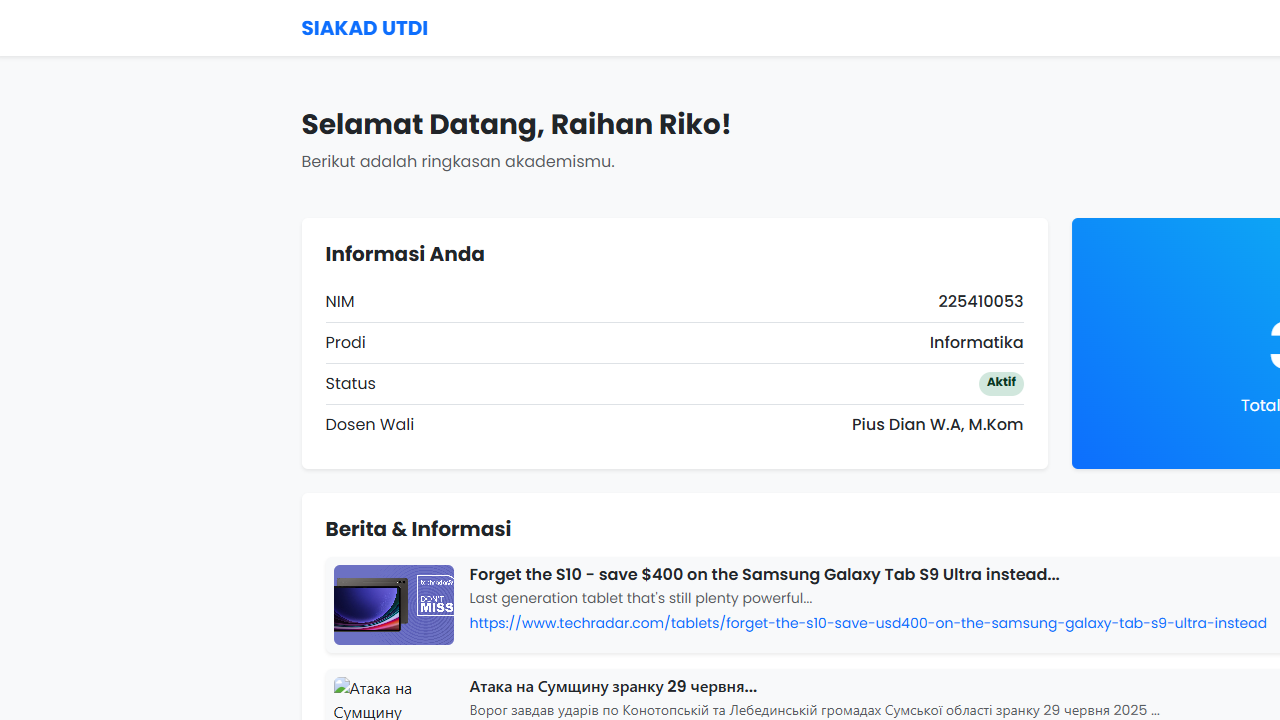 SIAKAD UTDI
Selamat Datang, Raihan Riko!
Berikut adalah ringkasan akademismu.
Informasi Anda
NIM 225410053
Prodi Informatika
Status Aktif
Dosen Wali Pius Dian W.A, M.Kom
Total
Berita & Informasi
Forget the S10 - save $400 on the Samsung Galaxy Tab S9 Ultra instead...
Last generation tablet that's still plenty powerful...
https://www.techradar.com/tablets/forget-the-s10-save-usd400-on-the-samsung-galaxy-tab-s9-ultra-instead
techradar
DON'T
MISS
Атака на Сумщину зранку 29 червня...
Ворог завдав ударів по Конотопській та Лебединській громадах Сумської області зранку 29 червня 2025 ...
Атака на
Сумщину